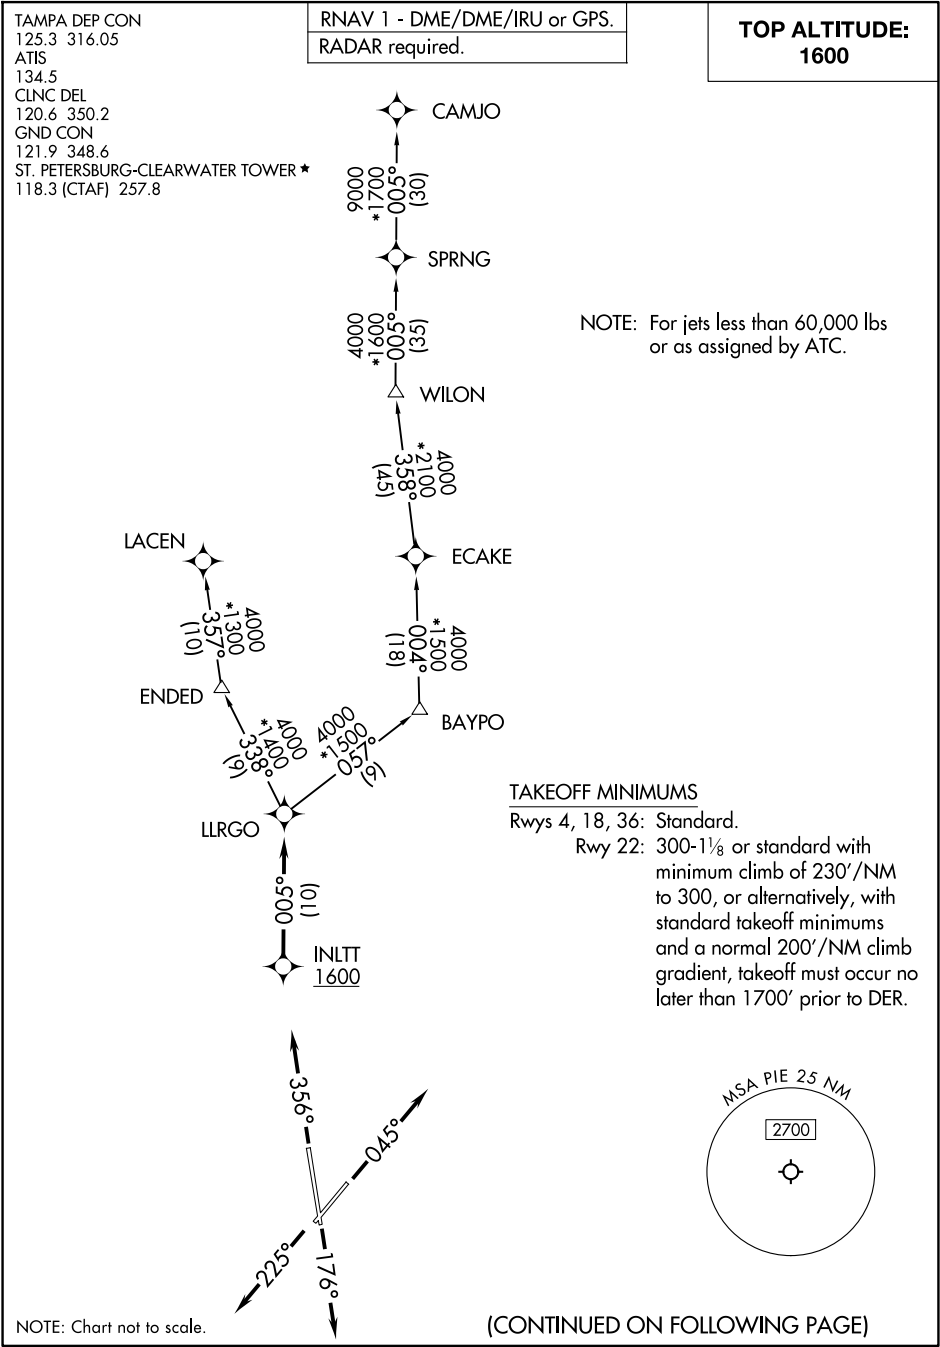 TAMPA DEP CON
125.3 316.05
ATIS
134.5
CLNC DEL
120.6 350.2
GND CON
121.9 348.6
ST. PETERSBURG-CLEARWATER TOWER ★
118.3 (CTAF) 257.8
RNAV 1 - DME/DME/IRU or GPS.
RADAR required.
TOP ALTITUDE:
1600
CAMJO
9000
*1700
005°
(30)
SPRNG
NOTE: For jets less than 60,000 lbs
or as assigned by ATC.
4000
*1600
005°
(35)
WILON
4000
*2100
358°
(45)
LACEN
ECAKE
4000
*1300
357°
(10)
4000
*1500
004°
(18)
ENDED
BAYPO
4000
*1400
338°
(9)
4000
*1500
057°
(9)
LLRGO
TAKEOFF MINIMUMS
Rwys 4, 18, 36: Standard.
Rwy 22: 300-1⅛ or standard with
minimum climb of 230'/NM
to 300, or alternatively, with
standard takeoff minimums
and a normal 200'/NM climb
gradient, takeoff must occur no
later than 1700' prior to DER.
005°
(10)
INLTT
1600
356°
045°
225°
176°
MSA PIE 25 NM
2700
NOTE: Chart not to scale.
(CONTINUED ON FOLLOWING PAGE)